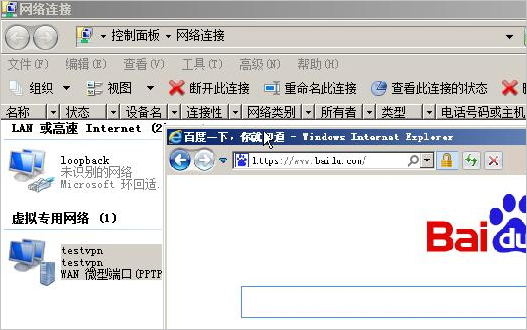 网络连接
控制面板 ▸ 网络连接
文件(F) 编辑(E) 查看(V) 工具(T) 高级(N) 帮助(H)
组织 视图 断开此连接 重命名此连接 查看此连接的状态
名称 状态 设备名 连接性 网络类别 所有者 类型 电话号码或主机
LAN 或高速 Internet (2)
百度一下，你就知道 - Windows Internet Explorer
loopback
未识别的网络
Microsoft 环回适.
https://www.baidu.com/
虚拟专用网络 (1)
Baidu
testvpn
testvpn
WAN 微型端口(PPTP